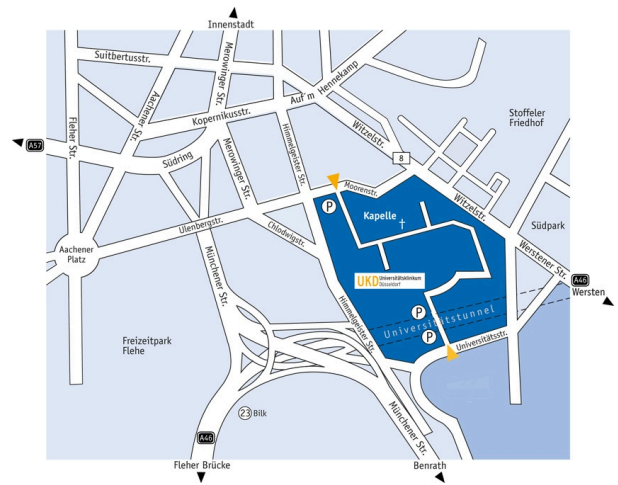 Innenstadt
Suitbertusstr.
Merowinger Str.
Auf'm Hennekamp
Aachener Str.
Kopernikusstr.
Fleher Str.
Witzelstr.
Stoffeler
Friedhof
A57
Südring
Merowinger Str.
Himmelgeister Str.
8
Moorenstr.
P
Kapelle
Witzelstr.
Ulenbergstr.
Chlodwigstr.
Südpark
Aachener
Platz
Münchener Str.
Werstener Str.
UKD Universitätsklinikum
Düsseldorf
A46
Wersten
Himmelgeister Str.
P
Universitätstunnel
P
Universitätsstr.
Freizeitpark
Flehe
23 Bilk
Münchener Str.
A46
Fleher Brücke
Benrath